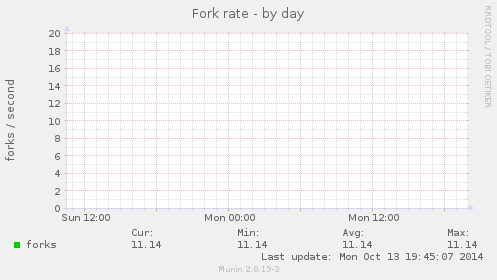 Fork rate - by day
RRDTOOL / TOBI OETIKER
forks / second
20
18
16
14
12
10
8
6
4
2
0
Sun 12:00 Mon 00:00 Mon 12:00
Cur: Min: Avg: Max:
forks 11.14 11.14 11.14 11.14
Last update: Mon Oct 13 19:45:07 2014
Munin 2.0.19-3